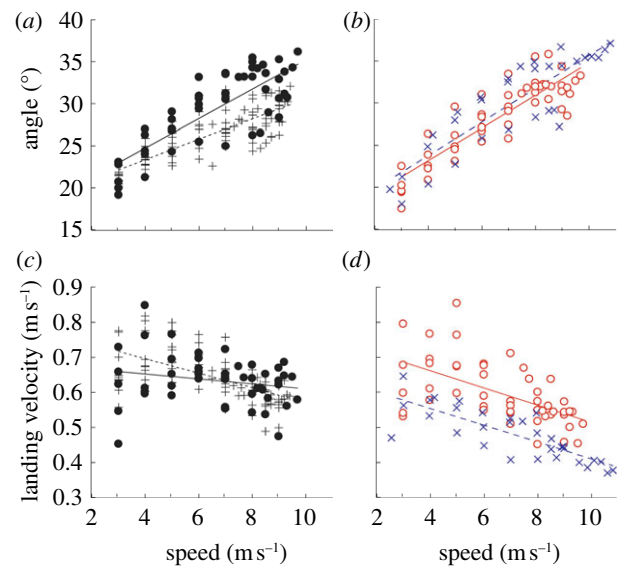 (a) (b)
40
35
30
25
20
15
angle (°)
(c) (d)
0.9
0.8
0.7
0.6
0.5
0.4
0.3
landing velocity (m s⁻¹)
2 4 6 8 10 2 4 6 8 10
speed (m s⁻¹) speed (m s⁻¹)